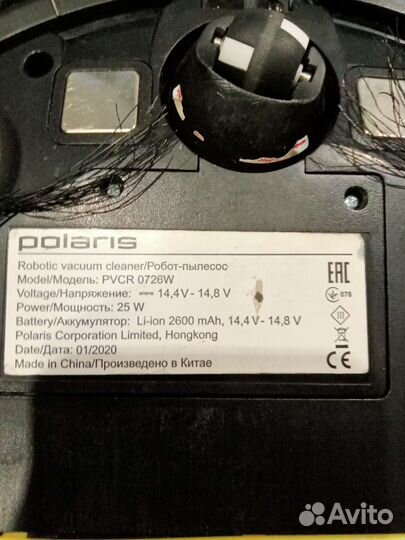 polaris
Robotic vacuum cleaner/Робот-пылесос
Model/Модель: PVCR 0726W
Voltage/Напряжение: 14,4V - 14,8 V
Power/Мощность: 25 W
Battery/Аккумулятор: Li-ion 2600 mAh, 14,4V - 14,8 V
Polaris Corporation Limited, Hongkong
Date/Дата: 01/2020
Made in China/Произведено в Китае
EAC
076
CE
Avito